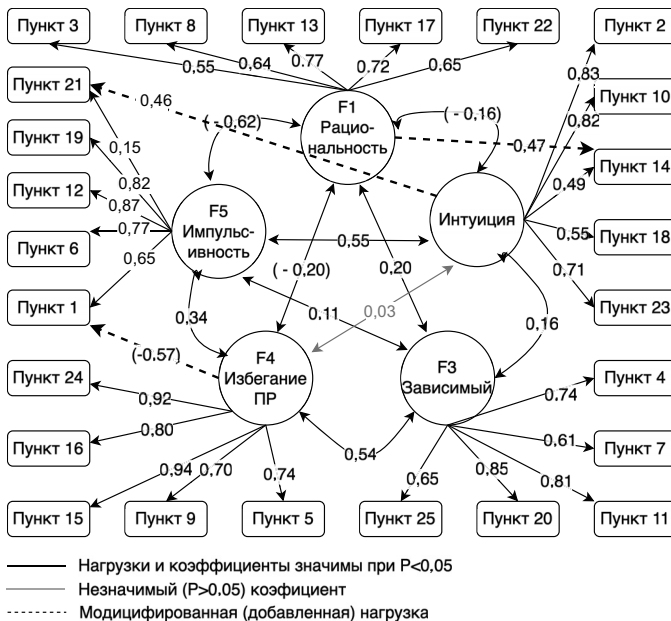 Пункт 3
Пункт 8
Пункт 13
Пункт 17
Пункт 22
Пункт 2
0,55
0,64
0,77
0,72
0,65
0,83
Пункт 21
Пункт 10
0,46
(-0,62)
F1
Рацио-
нальность
(-0,16)
0,82
Пункт 19
0,15
0,47
Пункт 14
Пункт 12
0,82
0,49
0,87
F5
Импульс-
ивность
Интуиция
Пункт 6
0,77
0,55
0,55
Пункт 18
0,65
(-0,20)
0,20
0,71
Пункт 1
0,34
0.11
0,03
0,16
Пункт 23
(-0.57)
F4
Избегание
ПР
F3
Зависимый
Пункт 24
0,92
0.74
Пункт 4
Пункт 16
0,80
0,54
0,61
Пункт 7
0,94
0,70
0,74
0,65
0,85
0,81
Пункт 15
Пункт 9
Пункт 5
Пункт 25
Пункт 20
Пункт 11
Нагрузки и коэффициенты значимы при P<0,05
Незначимый (P>0.05) коэфициент
Модицифированная (добавленная) нагрузка